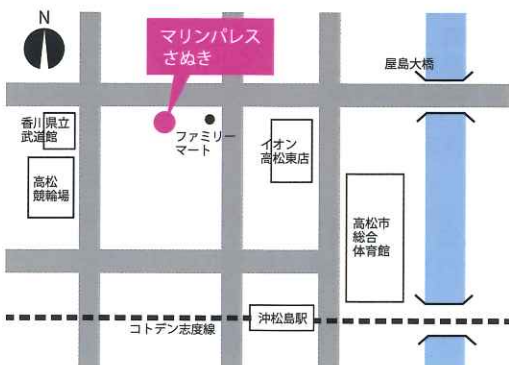 N
マリンパレス
さぬき
屋島大橋
香川県立
武道館
ファミリー
マート
イオン
高松東店
高松
競輪場
高松市
総合
体育館
沖松島駅
コトデン志度線